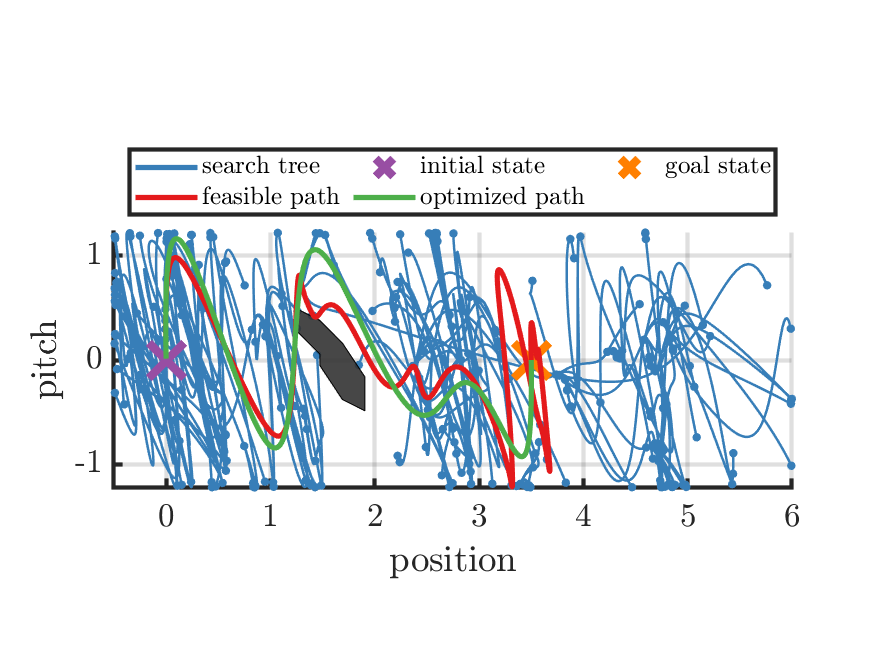 search tree initial state goal state
feasible path optimized path
1
0
-1
pitch
0 1 2 3 4 5 6
position